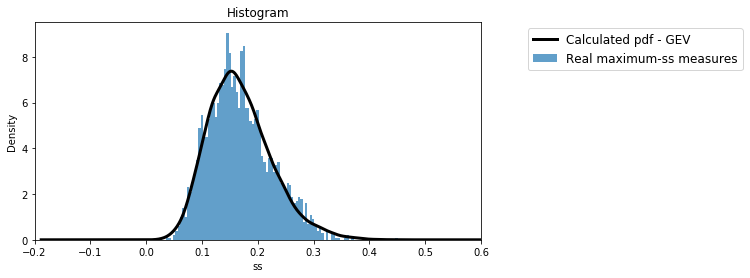 Histogram
Calculated pdf - GEV
Real maximum-ss measures
Density
8
6
4
2
0
−0.2 −0.1 0.0 0.1 0.2 0.3 0.4 0.5 0.6
ss